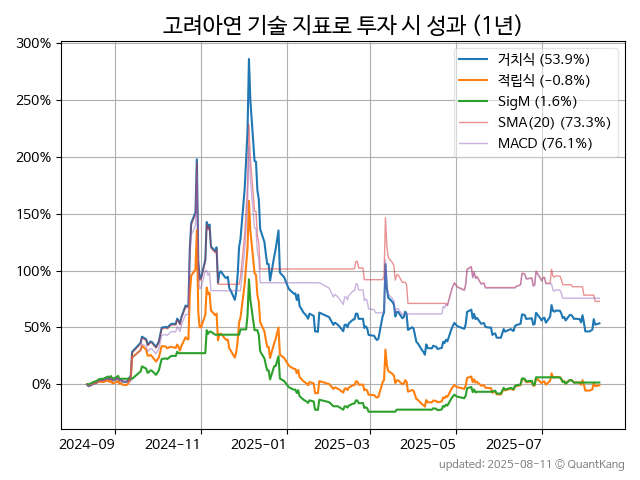 고려아연 기술 지표로 투자 시 성과 (1년)
300%
250%
200%
150%
100%
50%
0%
거치식 (53.9%)
적립식 (-0.8%)
SigM (1.6%)
SMA(20) (73.3%)
MACD (76.1%)
2024-09
2024-11
2025-01
2025-03
2025-05
2025-07
updated: 2025-08-11 © QuantKang